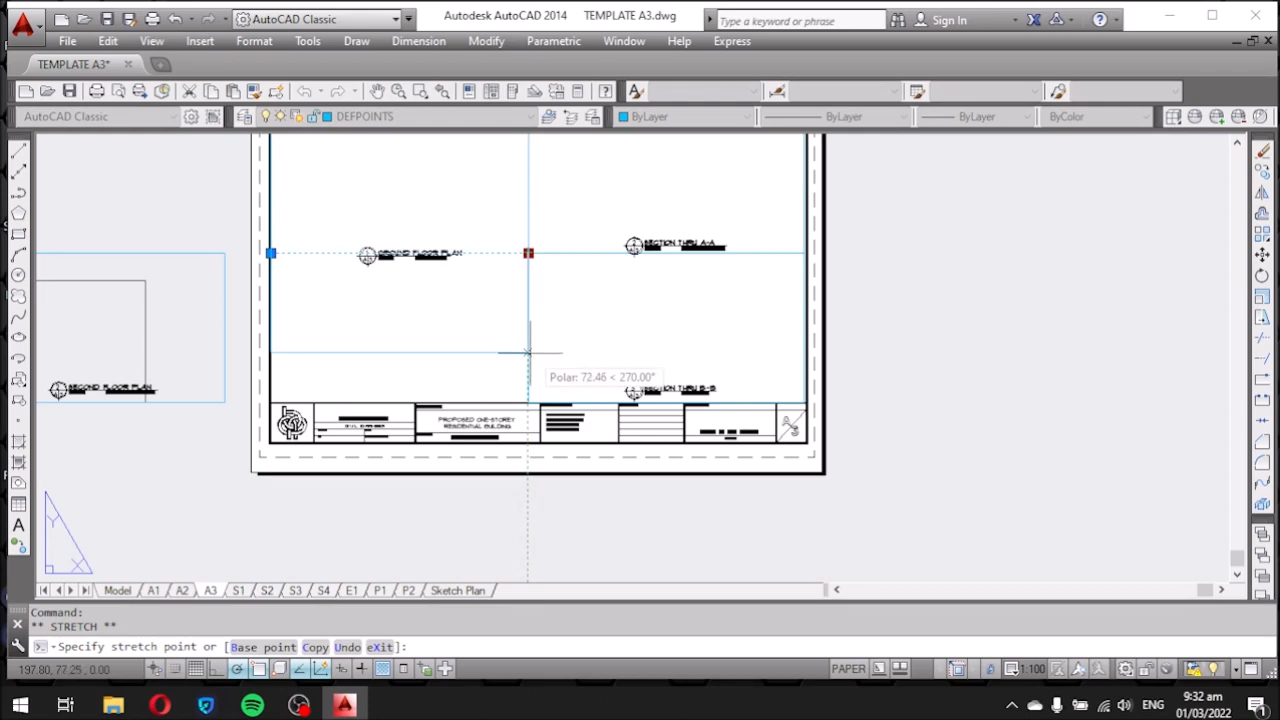 AutoCAD Classic
Autodesk AutoCAD 2014 TEMPLATE A3.dwg
Type a keyword or phrase
Sign In
File Edit View Insert Format Tools Draw Dimension Modify Parametric Window Help Express
TEMPLATE A3*
AutoCAD Classic
DEFPOINTS
ByLayer
ByLayer
ByLayer
ByColor
SECOND FLOOR PLAN
SECTION THRU A-A
Polar: 72.46 < 270.00°
SECOND FLOOR PLAN
SECTION THRU B-B
PROPOSED ONE-STOREY
RESIDENTIAL BUILDING
Y
X
Model A1 A2 A3 S1 S2 S3 S4 E1 P1 P2 Sketch Plan
Command:
** STRETCH **
Specify stretch point or [Base point Copy Undo eXit]:
197.80, 77.25, 0.00
PAPER
1:100
ENG
9:32 am
01/03/2022